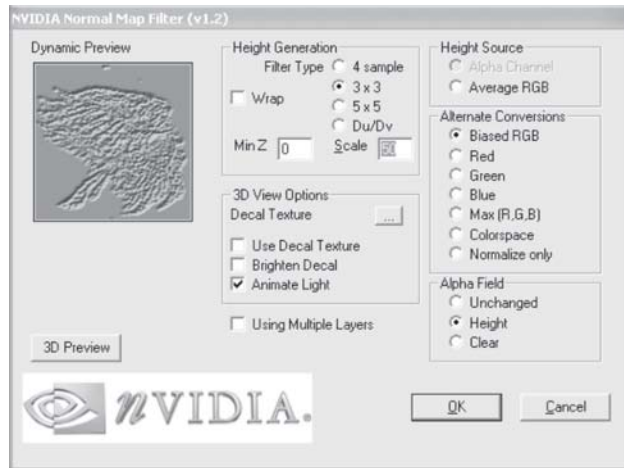 NVIDIA Normal Map Filter (v1.2)
Dynamic Preview
3D Preview
Height Generation
Filter Type
4 sample
3 x 3
5 x 5
Du/Dv
Wrap
Min Z 0
Scale 50
3D View Options
Decal Texture ...
Use Decal Texture
Brighten Decal
Animate Light
Using Multiple Layers
Height Source
Alpha Channel
Average RGB
Alternate Conversions
Biased RGB
Red
Green
Blue
Max (R,G,B)
Colorspace
Normalize only
Alpha Field
Unchanged
Height
Clear
nVIDIA.
OK
Cancel